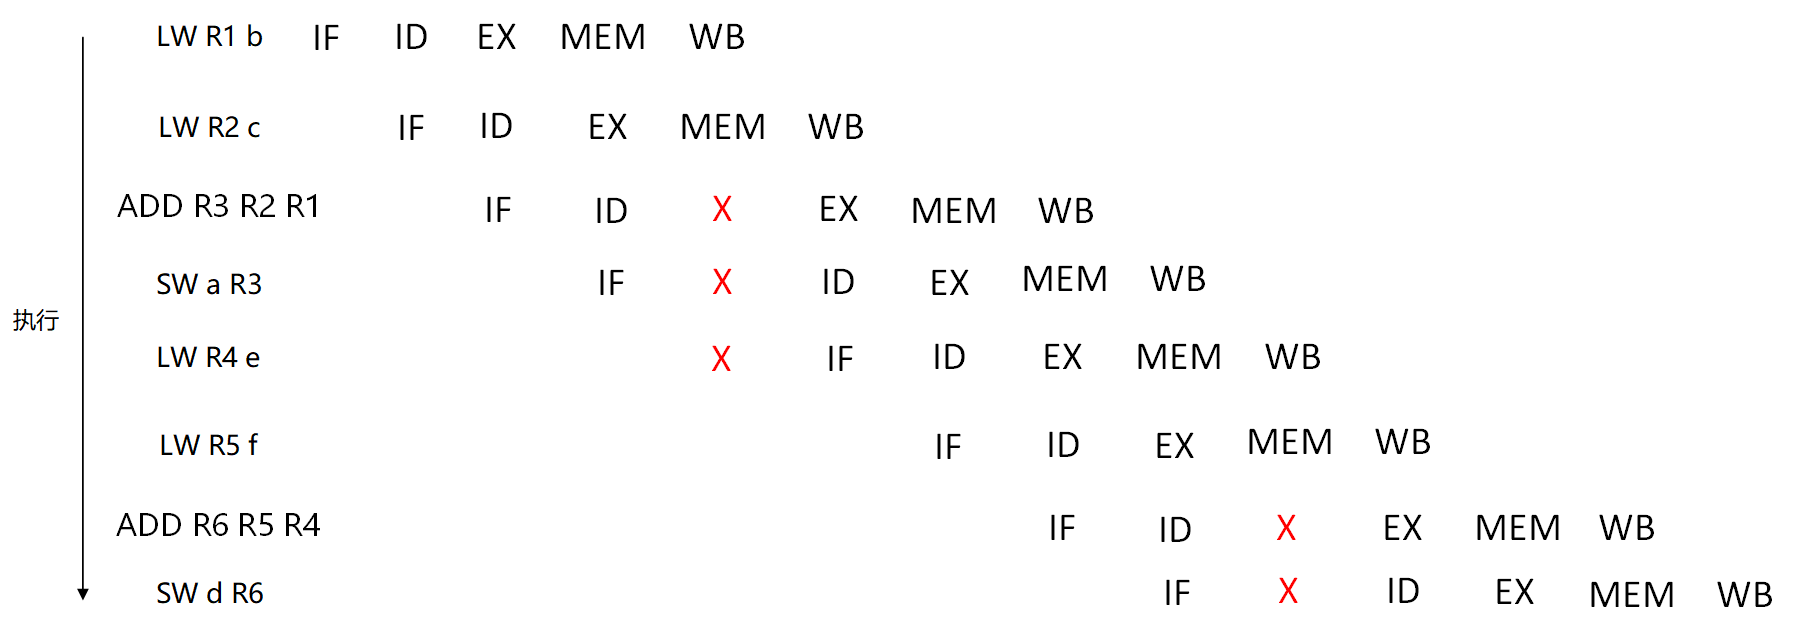 LW R1 b IF ID EX MEM WB
LW R2 c IF ID EX MEM WB
ADD R3 R2 R1 IF ID X EX MEM WB
SW a R3 IF X ID EX MEM WB
执行
LW R4 e X IF ID EX MEM WB
LW R5 f IF ID EX MEM WB
ADD R6 R5 R4 IF ID X EX MEM WB
SW d R6 IF X ID EX MEM WB